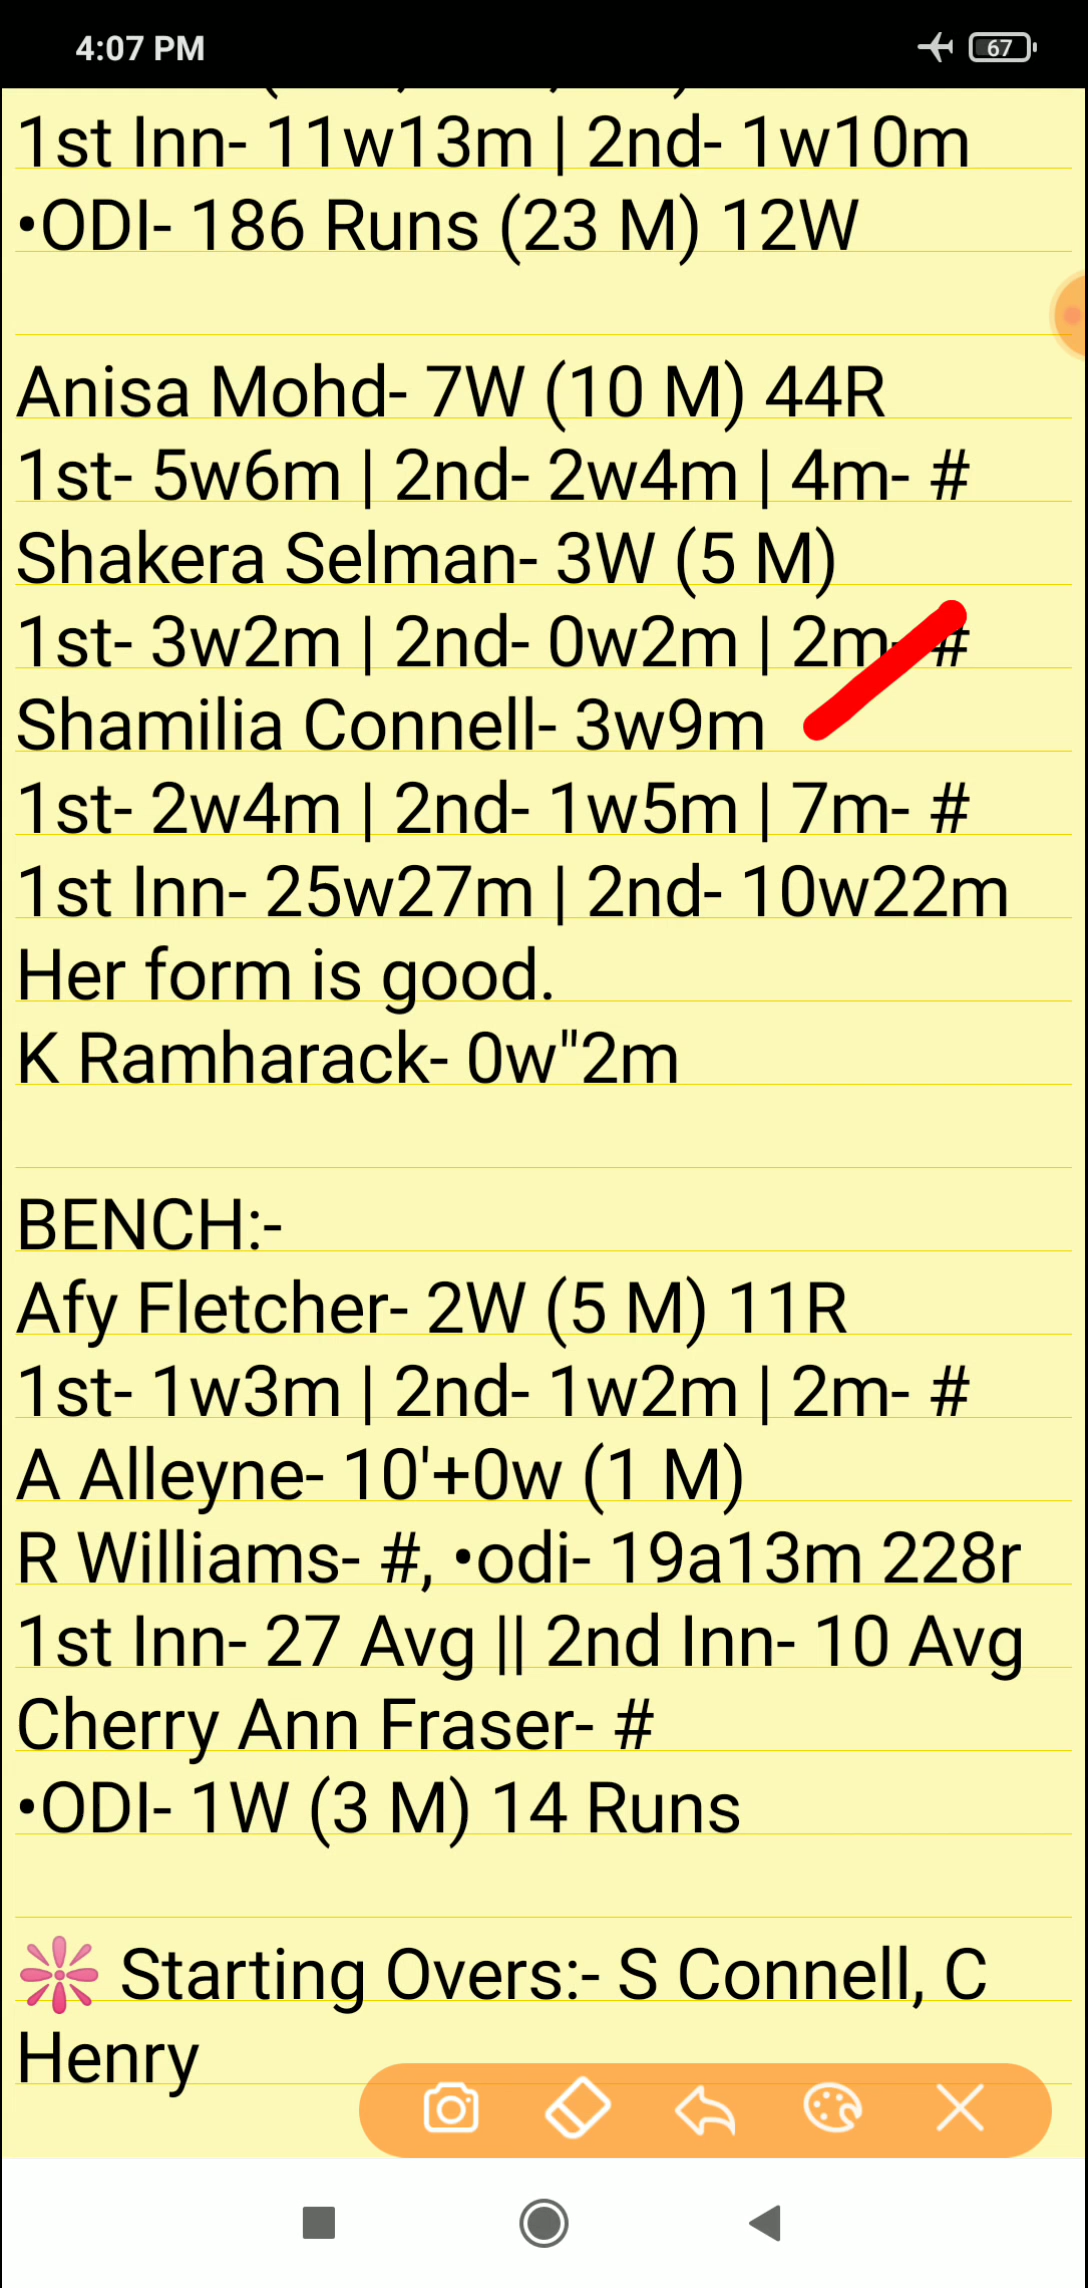 4:07 PM
67
1st Inn- 11w13m | 2nd- 1w10m
•ODI- 186 Runs (23 M) 12W
Anisa Mohd- 7W (10 M) 44R
1st- 5w6m | 2nd- 2w4m | 4m- #
Shakera Selman- 3W (5 M)
1st- 3w2m | 2nd- 0w2m | 2m- #
Shamilia Connell- 3w9m
1st- 2w4m | 2nd- 1w5m | 7m- #
1st Inn- 25w27m | 2nd- 10w22m
Her form is good.
K Ramharack- 0w"2m
BENCH:-
Afy Fletcher- 2W (5 M) 11R
1st- 1w3m | 2nd- 1w2m | 2m- #
A Alleyne- 10'+0w (1 M)
R Williams- #, •odi- 19a13m 228r
1st Inn- 27 Avg || 2nd Inn- 10 Avg
Cherry Ann Fraser- #
•ODI- 1W (3 M) 14 Runs
Starting Overs:- S Connell, C
Henry